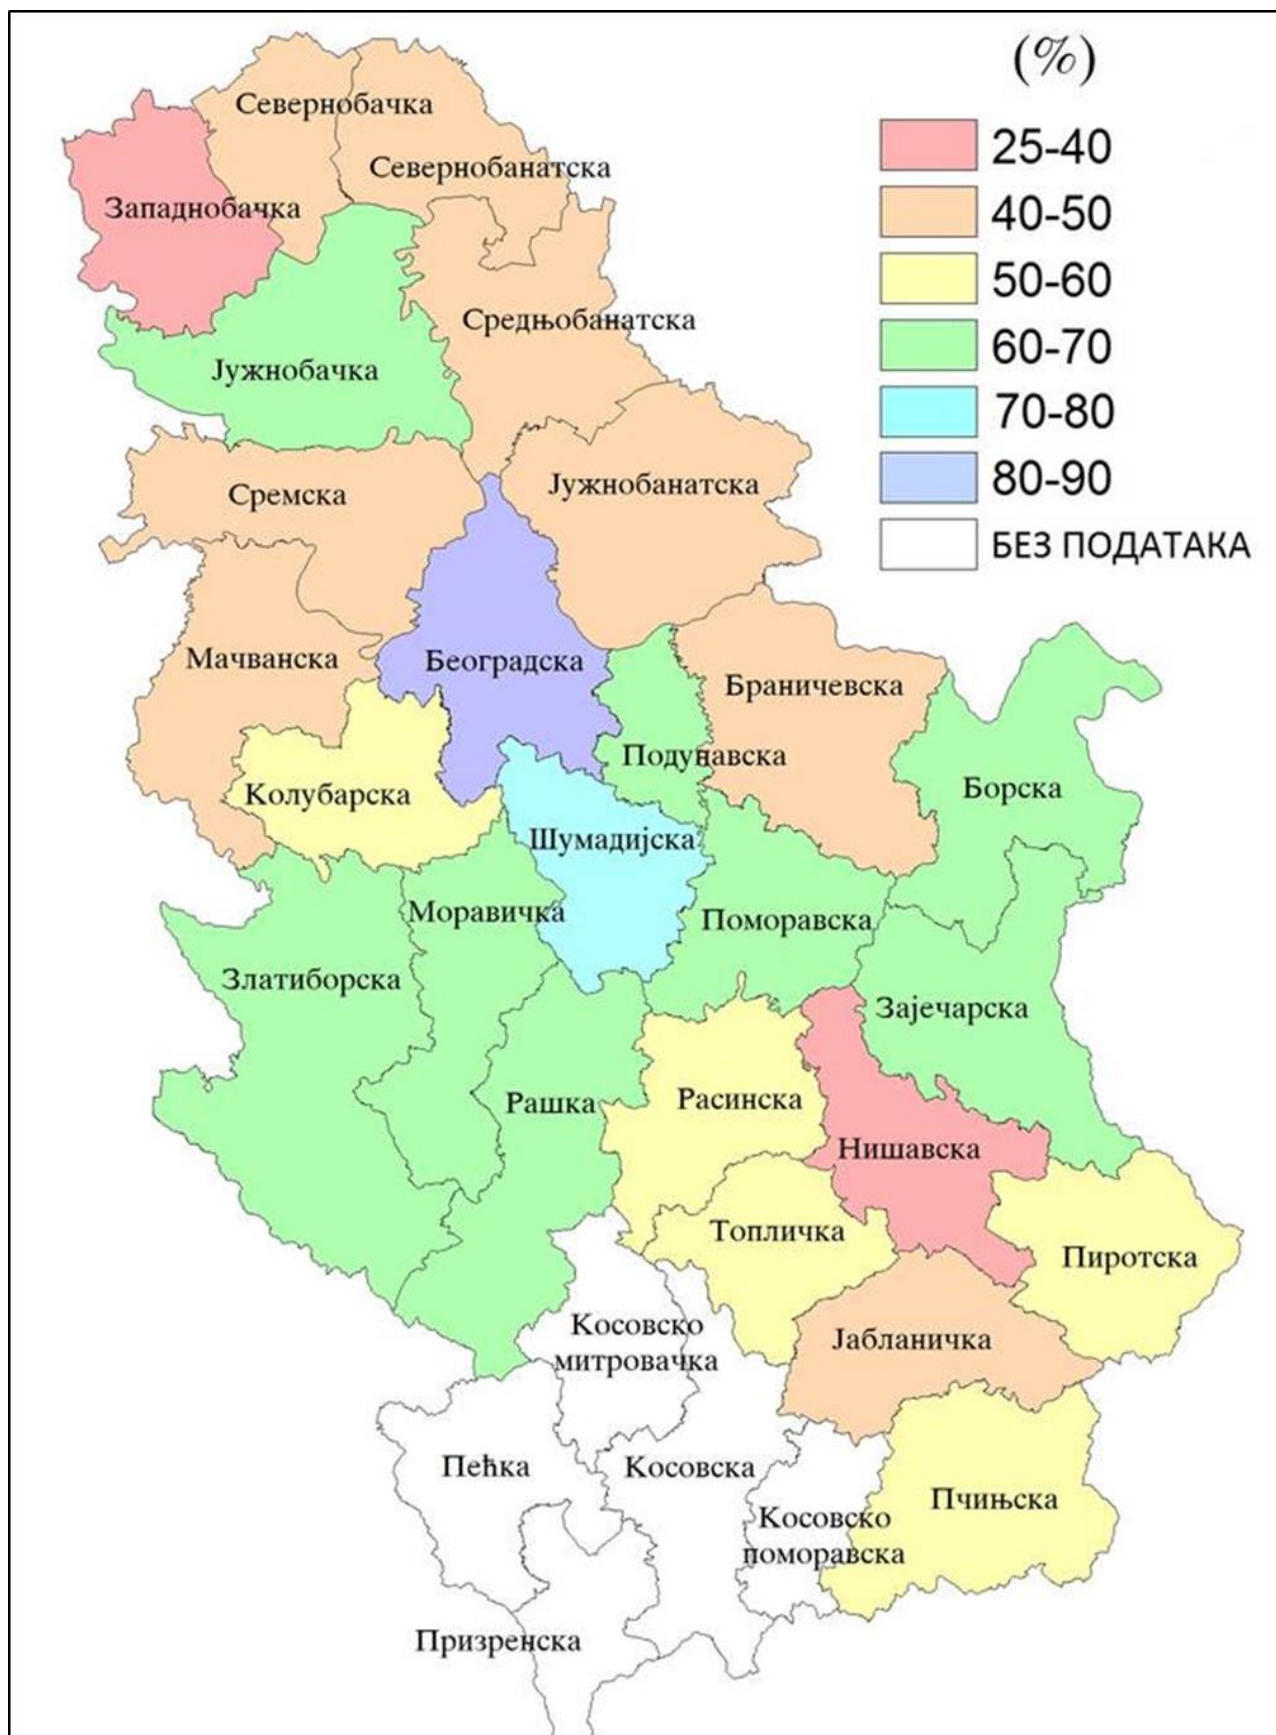 (%)
25-40
40-50
50-60
60-70
70-80
80-90
БЕЗ ПОДАТАКА
Севернобачка
Севернобанатска
Западнобачка
Средњобанатска
Јужнобачка
Јужнобанатска
Сремска
Мачванска
Београдска
Браничевска
Подунавска
Борска
Колубарска
Шумадијска
Моравичка
Поморавска
Златиборска
Зајечарска
Рашка
Расинска
Нишавска
Топличка
Пиротска
Косовско
митровачка
Јабланичка
Пећка
Косовска
Пчињска
Косовско
поморавска
Призренска